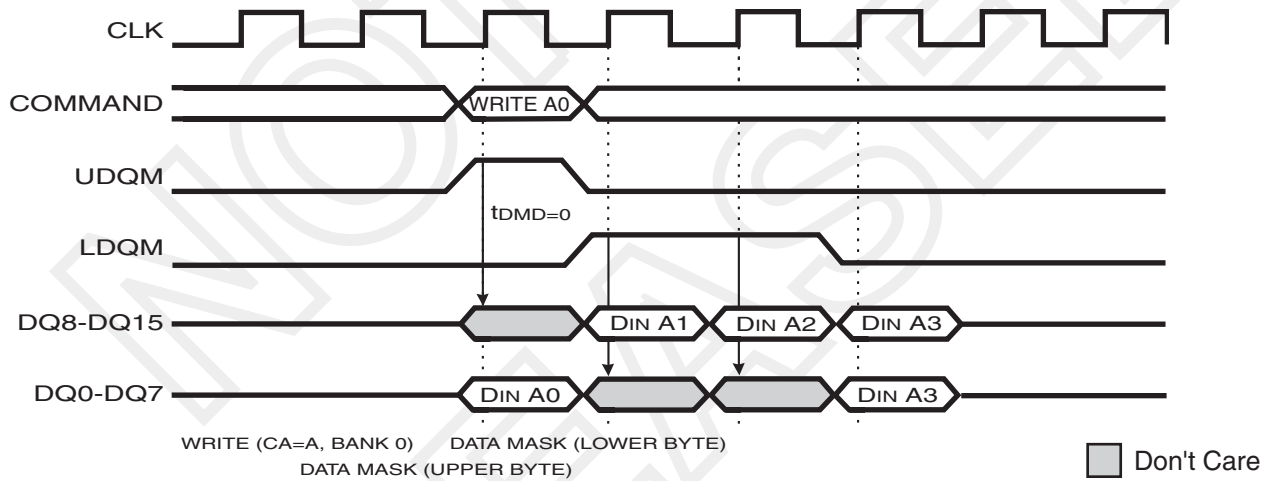 CLK
COMMAND
WRITE A0
UDQM
tDMD=0
LDQM
DQ8-DQ15
DIN A1
DIN A2
DIN A3
DQ0-DQ7
DIN A0
DIN A3
WRITE (CA=A, BANK 0)
DATA MASK (LOWER BYTE)
DATA MASK (UPPER BYTE)
Don't Care